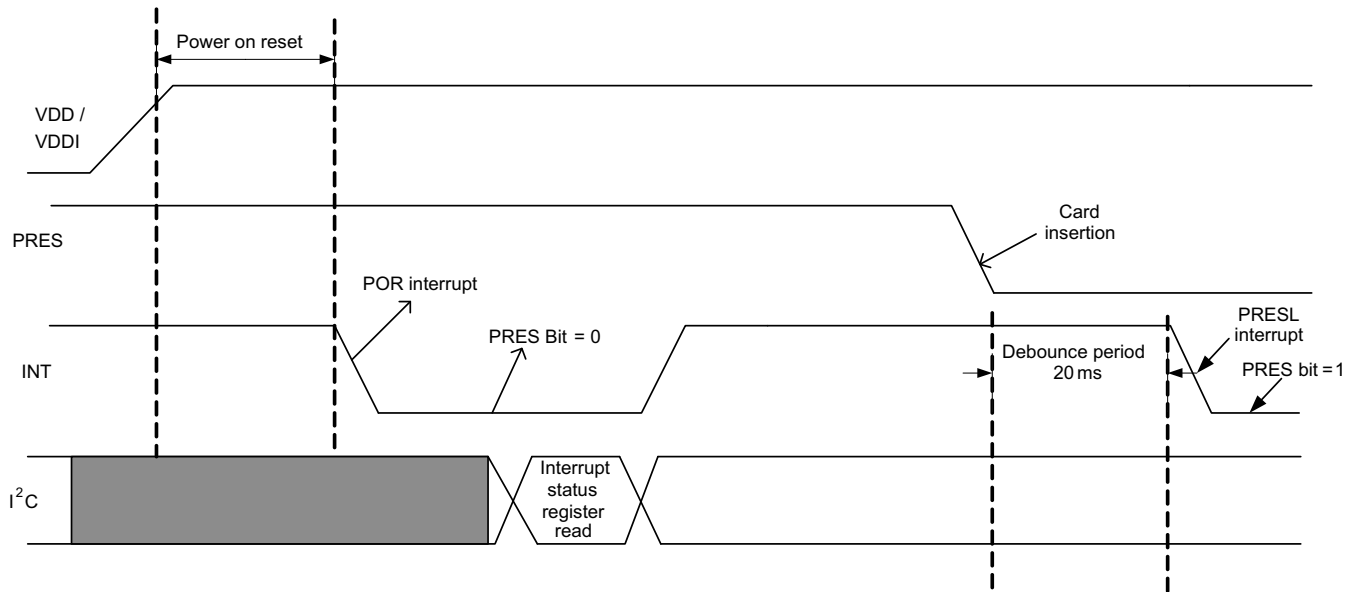 Power on reset
VDD /
VDDI
PRES
Card
insertion
POR interrupt
PRES Bit = 0
INT
Debounce period
20 ms
PRESL
interrupt
PRES bit = 1
I²C
Interrupt
status
register
read